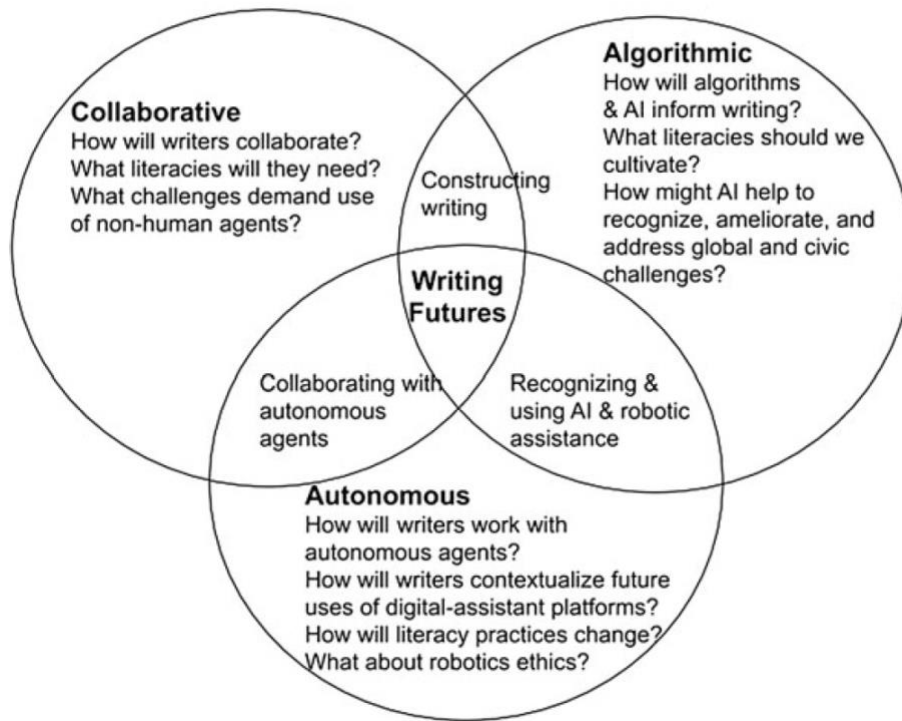 Collaborative
How will writers collaborate?
What literacies will they need?
What challenges demand use
of non-human agents?
Algorithmic
How will algorithms
& AI inform writing?
What literacies should we
cultivate?
How might AI help to
recognize, ameliorate, and
address global and civic
challenges?
Constructing
writing
Writing
Futures
Collaborating with
autonomous
agents
Recognizing &
using AI & robotic
assistance
Autonomous
How will writers work with
autonomous agents?
How will writers contextualize future
uses of digital-assistant platforms?
How will literacy practices change?
What about robotics ethics?